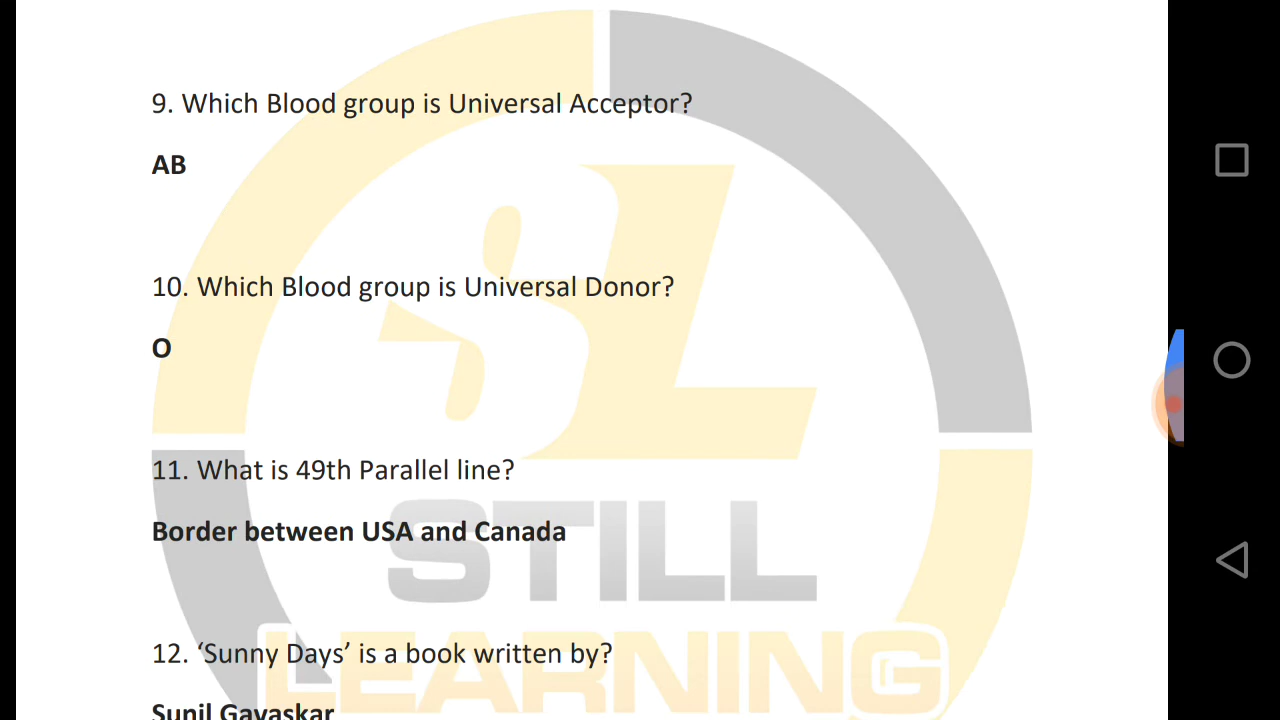 9. Which Blood group is Universal Acceptor?
AB
10. Which Blood group is Universal Donor?
O
11. What is 49th Parallel line?
Border between USA and Canada
12. ‘Sunny Days’ is a book written by?
Sunil Gavaskar
SL
STILL
LEARNING